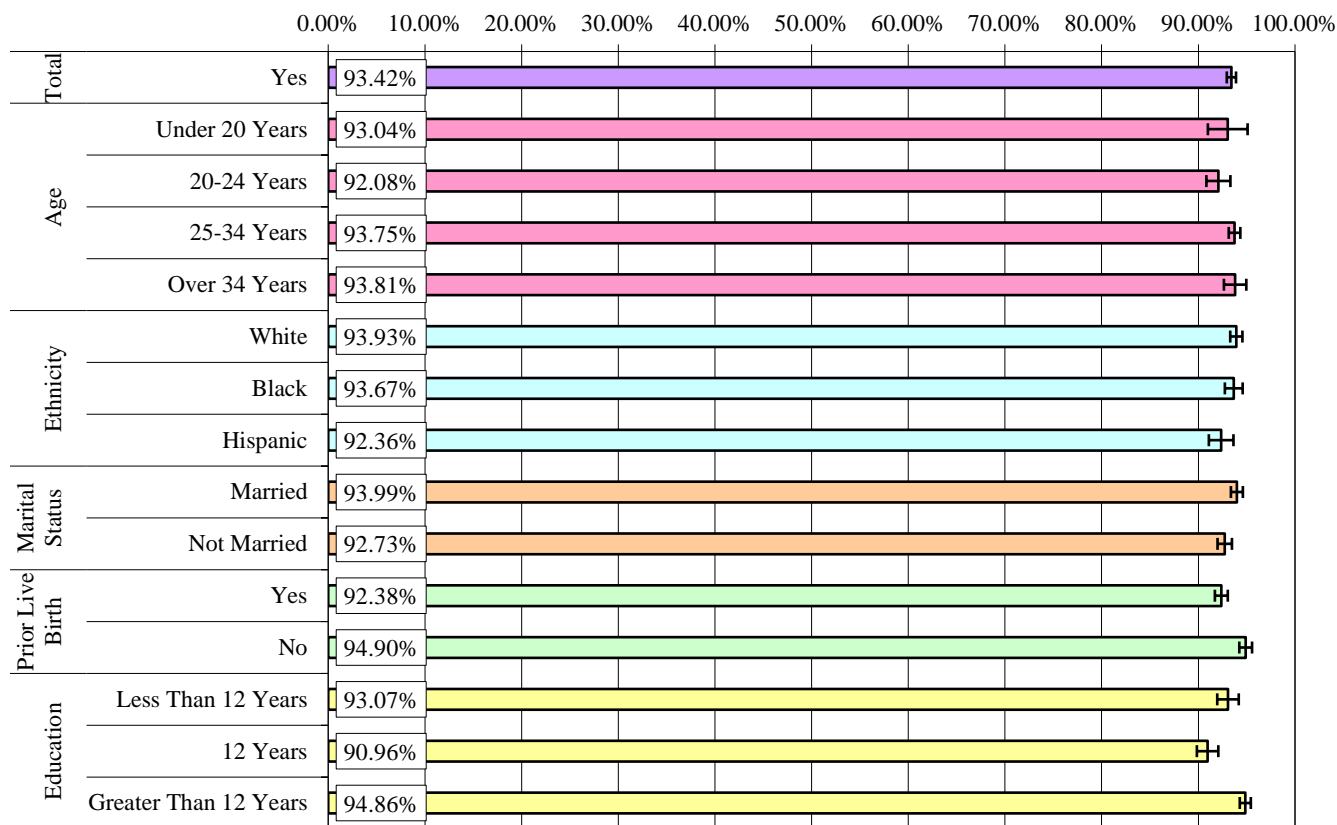 0.00% 10.00% 20.00% 30.00% 40.00% 50.00% 60.00% 70.00% 80.00% 90.00% 100.00%
Total
Yes 93.42%
Age
Under 20 Years 93.04%
20-24 Years 92.08%
25-34 Years 93.75%
Over 34 Years 93.81%
Ethnicity
White 93.93%
Black 93.67%
Hispanic 92.36%
Marital
Status
Married 93.99%
Not Married 92.73%
Prior Live
Birth
Yes 92.38%
No 94.90%
Education
Less Than 12 Years 93.07%
12 Years 90.96%
Greater Than 12 Years 94.86%